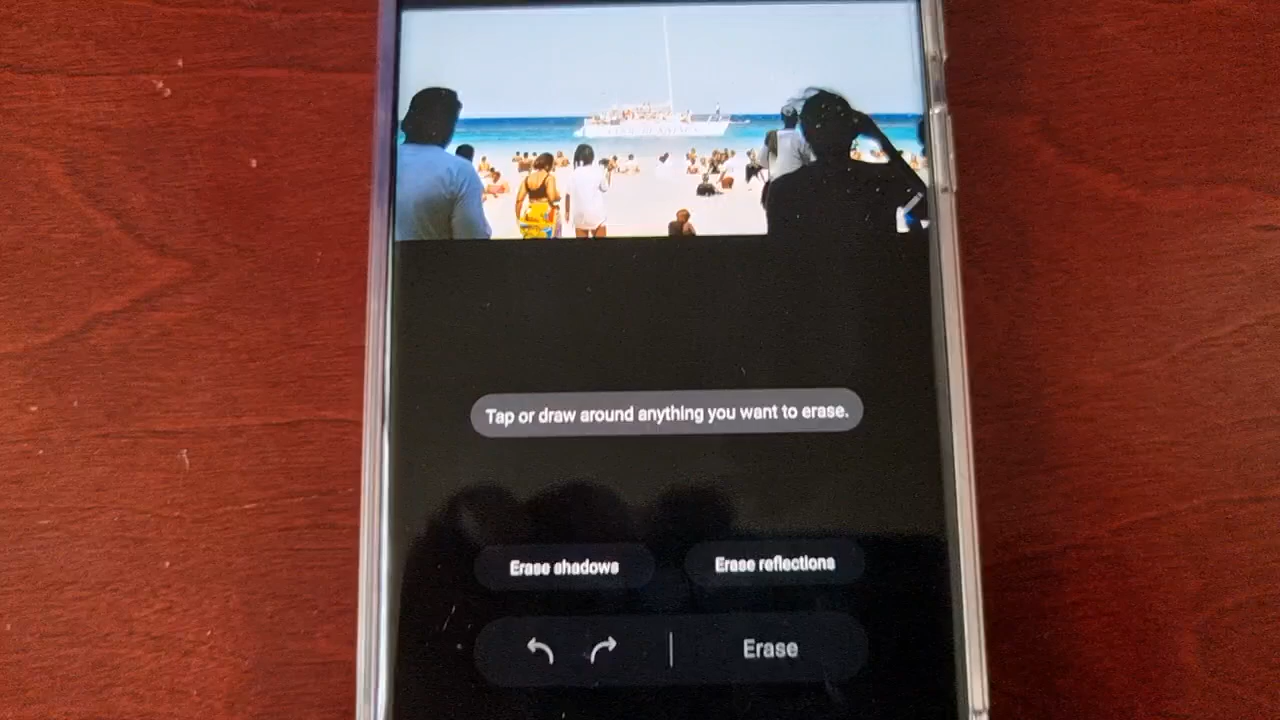 Tap or draw around anything you want to erase.
Erase shadows
Erase reflections
Erase